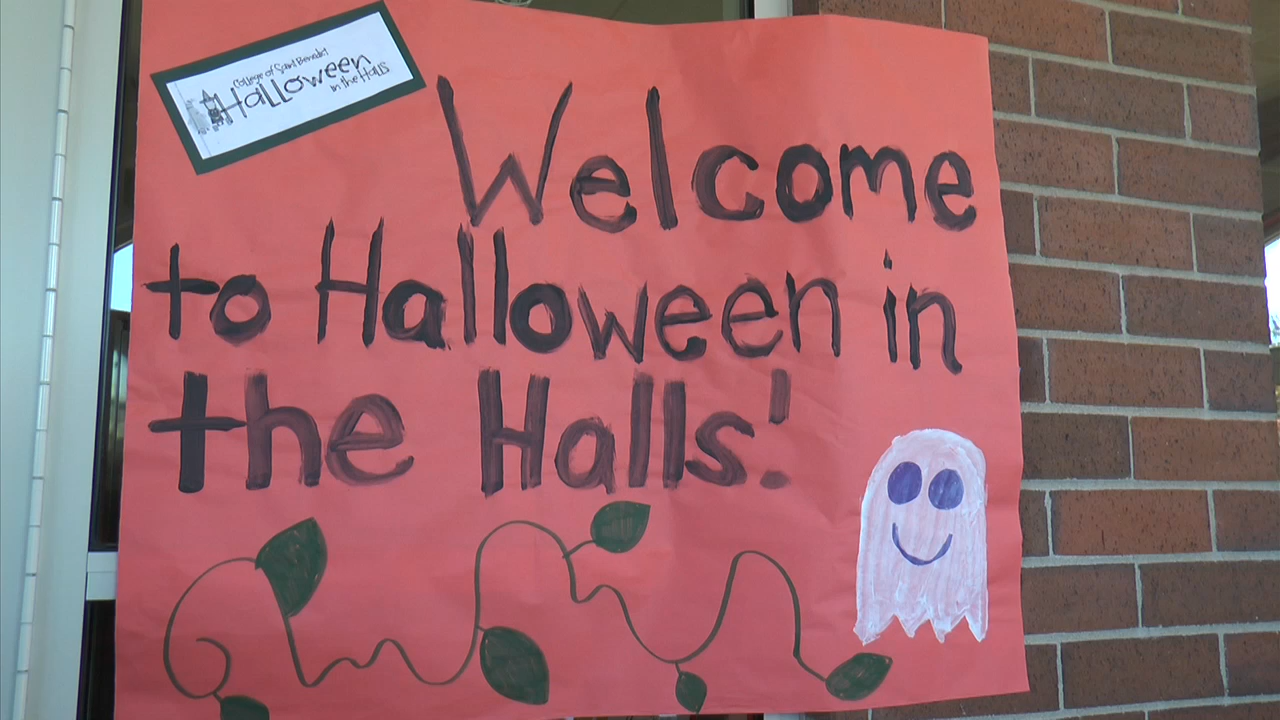 College of Saint Benedict
Halloween
in the Halls
Welcome
to Halloween in
the Halls!